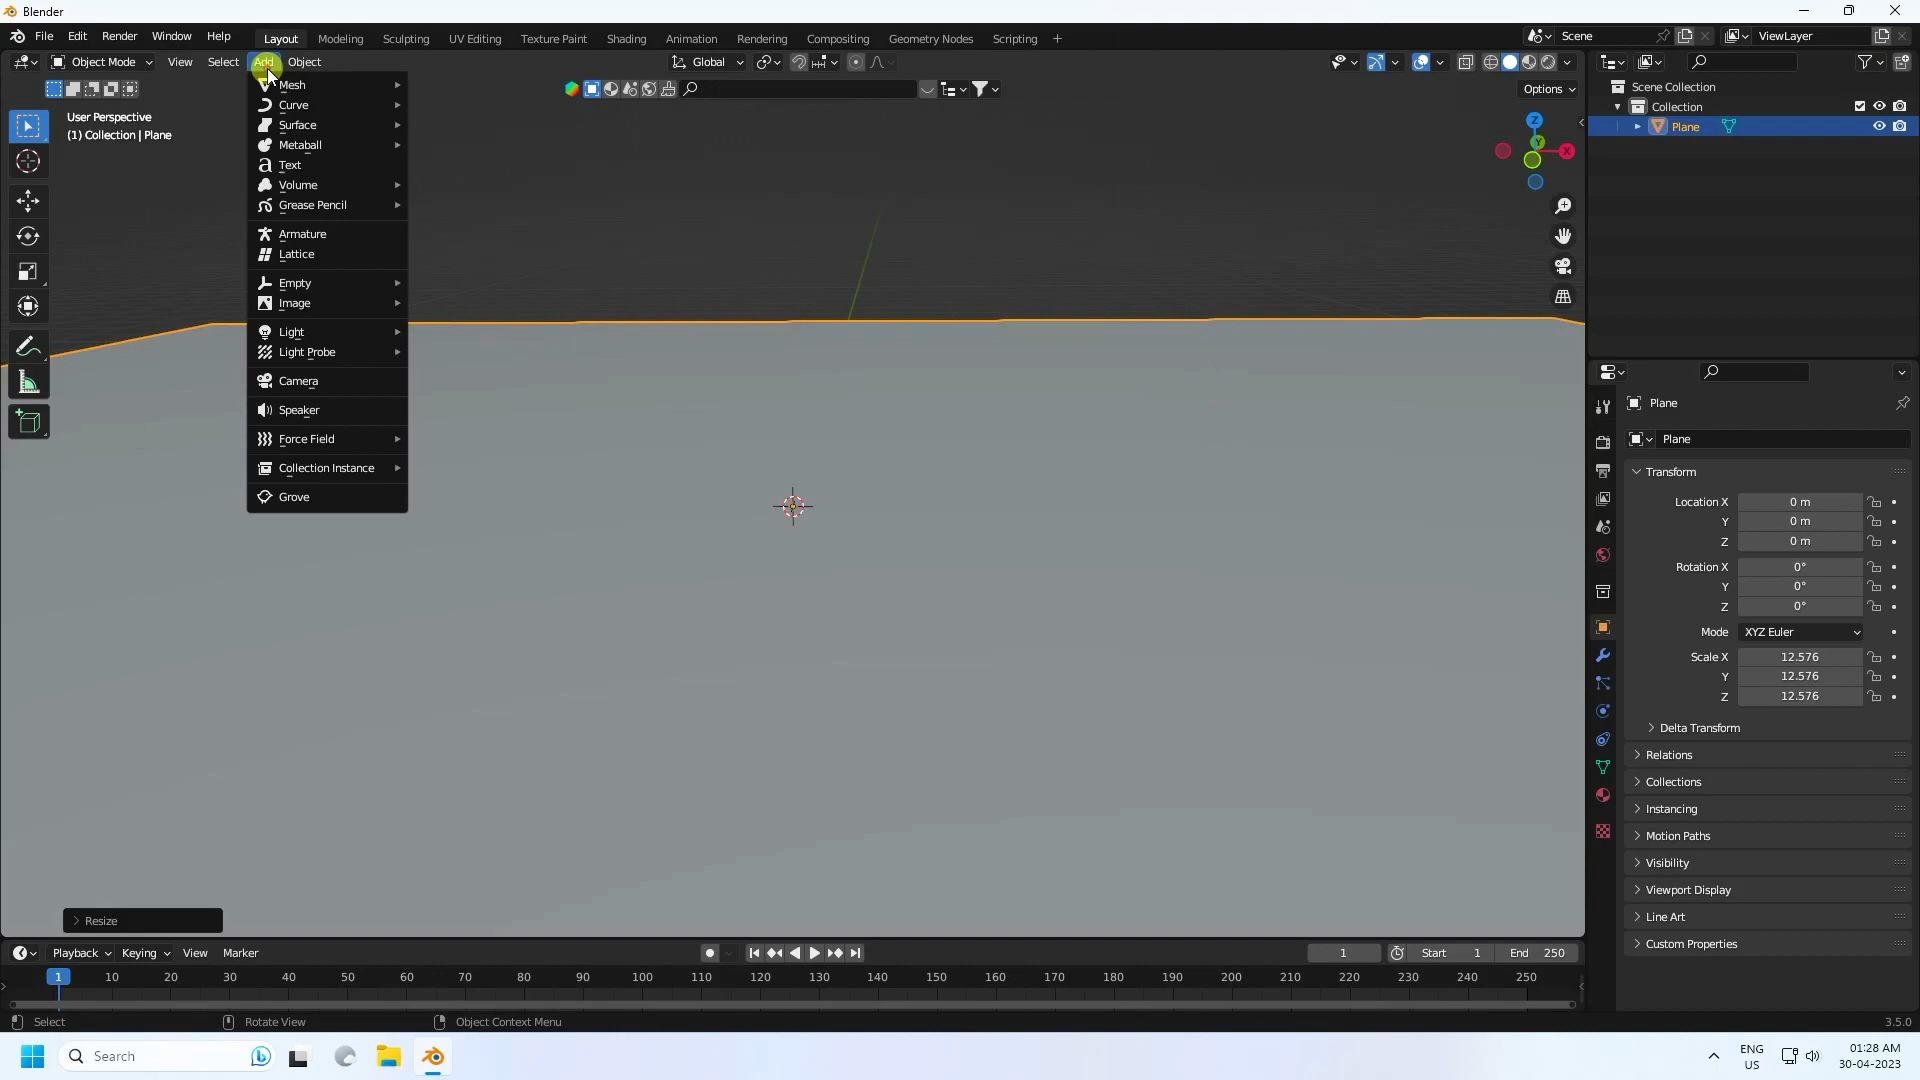 Blender
File Edit Render Window Help Layout Modeling Sculpting UV Editing Texture Paint Shading Animation Rendering Compositing Geometry Nodes Scripting + Scene ViewLayer
Object Mode View Select Add Object Global
Options
User Perspective
(1) Collection | Plane
Mesh
Curve
Surface
Metaball
Text
Volume
Grease Pencil
Armature
Lattice
Empty
Image
Light
Light Probe
Camera
Speaker
Force Field
Collection Instance
Grove
Z
Y
X
Resize
Scene Collection
Collection
Plane
Plane
Plane
Transform
Location X 0 m
Y 0 m
Z 0 m
Rotation X 0°
Y 0°
Z 0°
Mode XYZ Euler
Scale X 12.576
Y 12.576
Z 12.576
Delta Transform
Relations
Collections
Instancing
Motion Paths
Visibility
Viewport Display
Line Art
Custom Properties
Playback Keying View Marker 1 Start 1 End 250
1 10 20 30 40 50 60 70 80 90 100 110 120 130 140 150 160 170 180 190 200 210 220 230 240 250
Select Rotate View Object Context Menu 3.5.0
Search
ENG
US
01:28 AM
30-04-2023